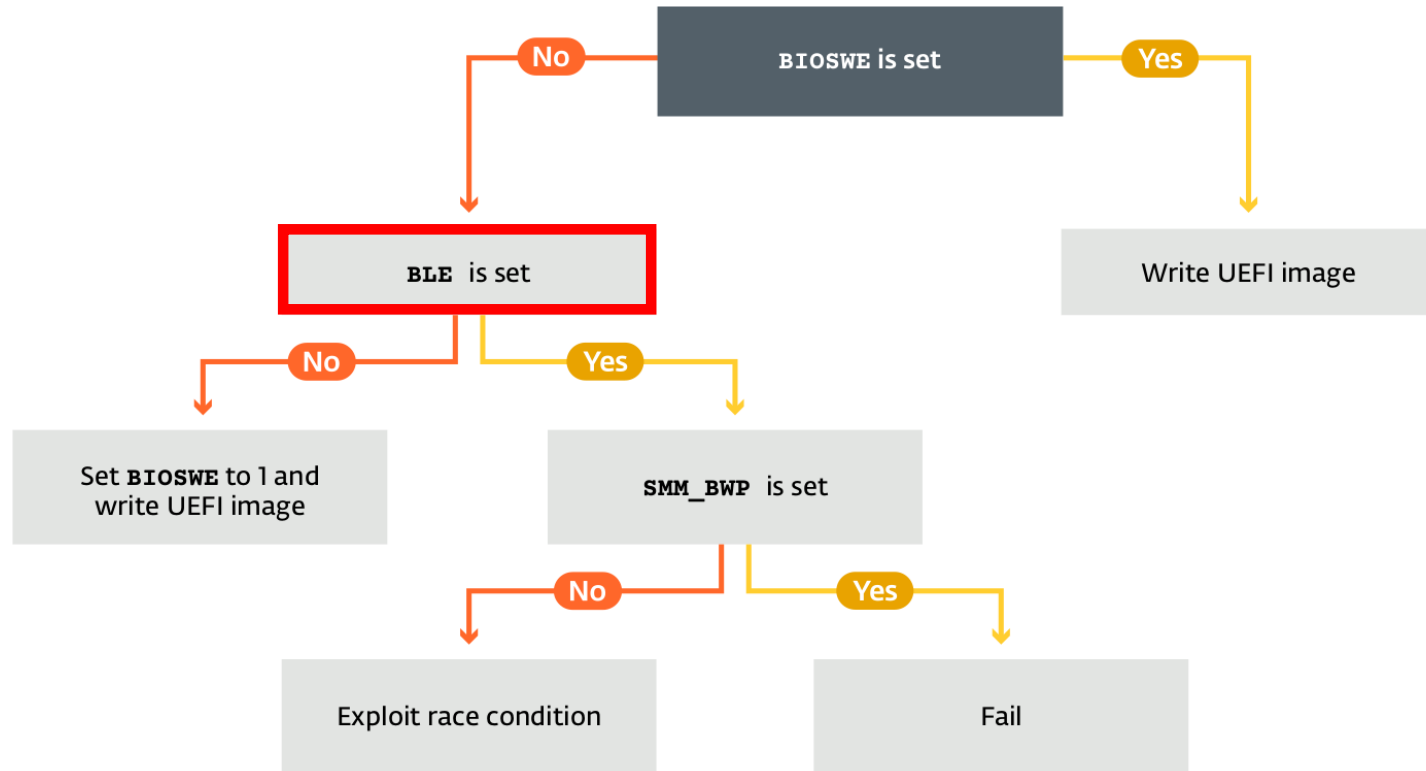 No
BIOSWE is set
Yes
BLE is set
Write UEFI image
No
Yes
Set BIOSWE to 1 and
write UEFI image
SMM_BWP is set
No
Yes
Exploit race condition
Fail